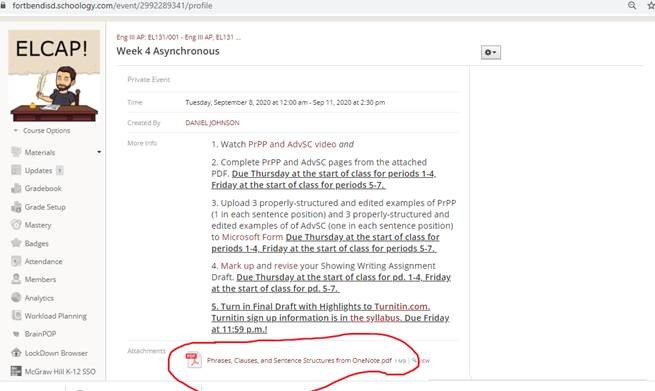 fortbendisd.schoology.com/event/2992289341/profile
ELCAP!
Eng III AP: EL131/001 - Eng III AP, EL131 ...
Week 4 Asynchronous
Private Event
Time
Tuesday, September 8, 2020 at 12:00 am - Sep 11, 2020 at 2:30 pm
Created By
DANIEL JOHNSON
More Info
1. Watch PrPP and AdvSC video and
2. Complete PrPP and AdvSC pages from the attached
PDF. Due Thursday at the start of class for periods 1-4,
Friday at the start of class for periods 5-7.
3. Upload 3 properly-structured and edited examples of PrPP
(1 in each sentence position) and 3 properly-structured and
edited examples of of AdvSC (one in each sentence position)
to Microsoft Form Due Thursday at the start of class for
periods 1-4, Friday at the start of class for periods 5-7.
4. Mark up and revise your Showing Writing Assignment
Draft. Due Thursday at the start of class for pd. 1-4, Friday
at the start of class for pd. 5-7.
5. Turn in Final Draft with Highlights to Turnitin.com.
Turnitin sign up information is in the syllabus. Due Friday
at 11:59 p.m.!
Attachments
PDF
Phrases, Clauses, and Sentence Structures from OneNote.pdf 1 MB
Course Options
Materials
Updates 1
Gradebook
Grade Setup
Mastery
Badges
Attendance
Members
Analytics
Workload Planning
BrainPOP
LockDown Browser
McGraw Hill K-12 SSO